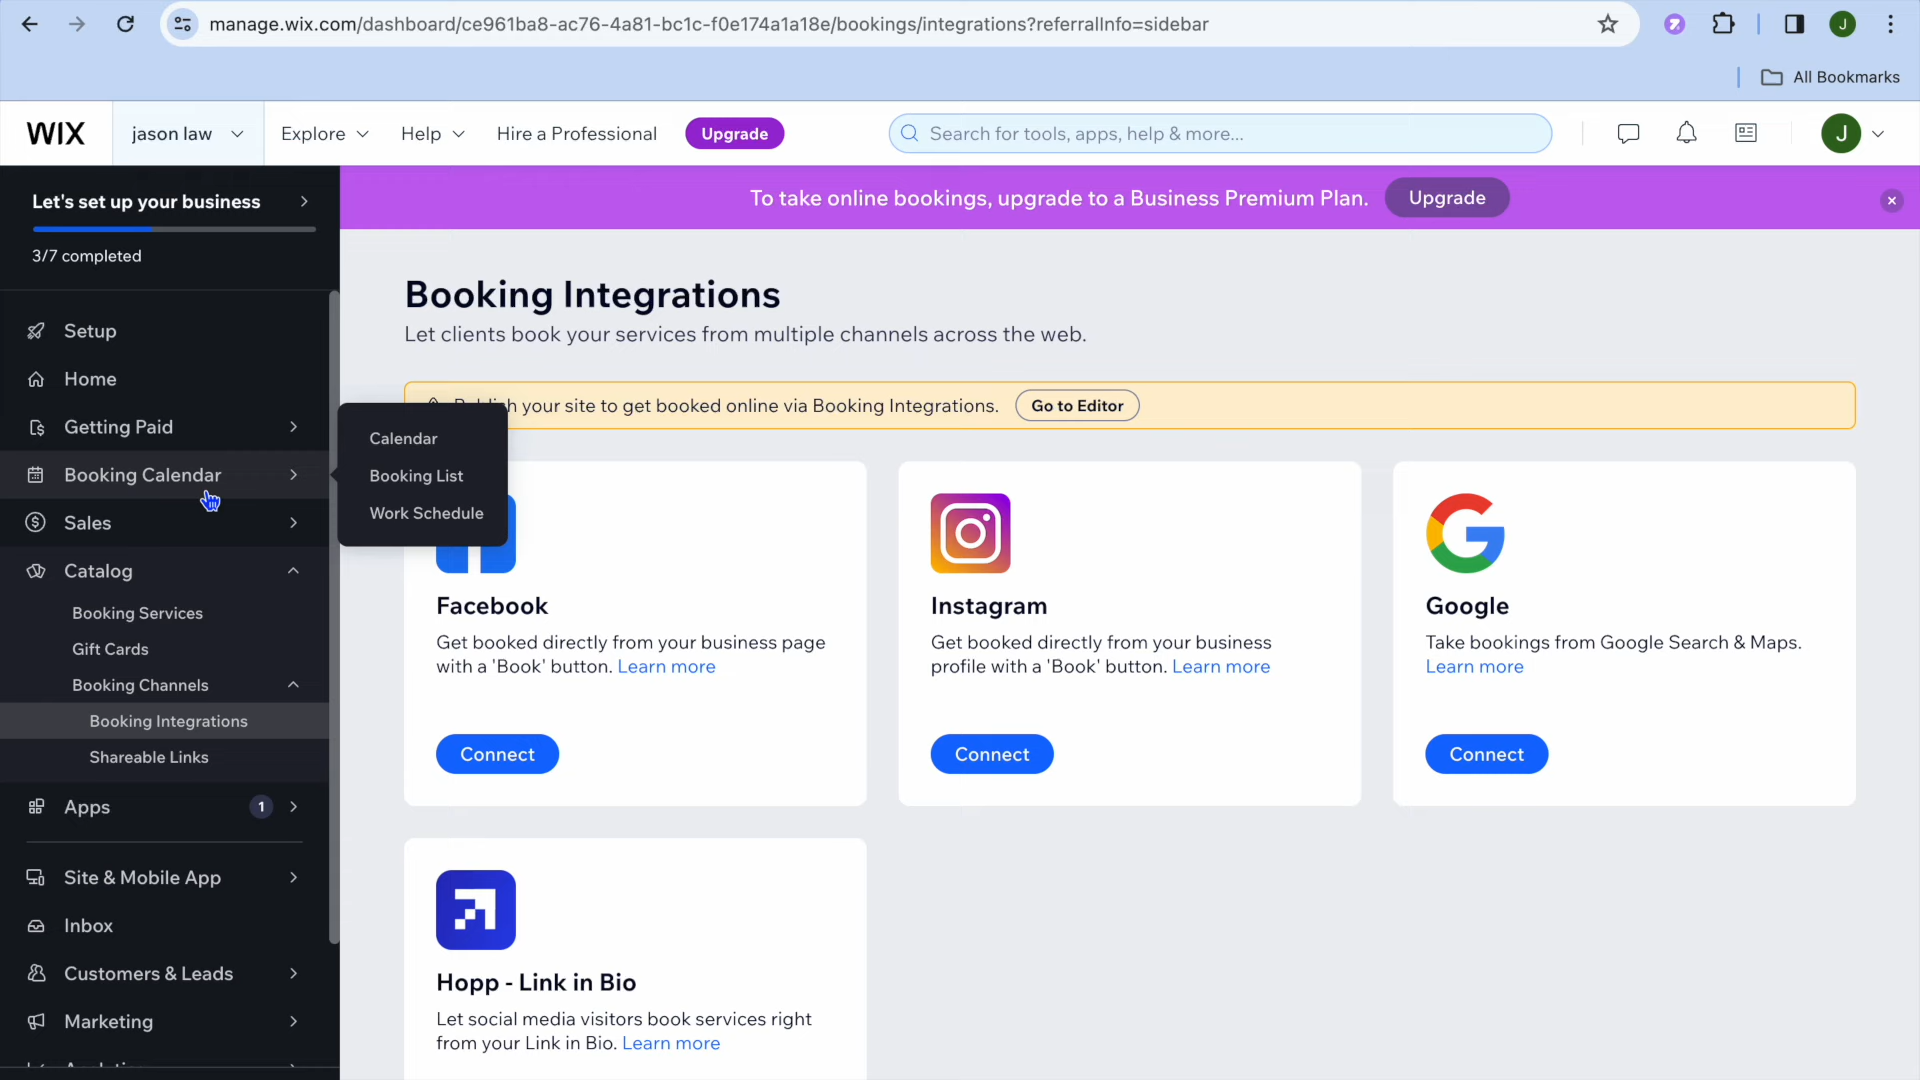 manage.wix.com/dashboard/ce961ba8-ac76-4a81-bc1c-f0e174a1a18e/bookings/integrations?referralInfo=sidebar
J
All Bookmarks
WIX
jason law
Explore
Help
Hire a Professional
Upgrade
Search for tools, apps, help & more...
J
Let's set up your business
3/7 completed
To take online bookings, upgrade to a Business Premium Plan.
Upgrade
Setup
Home
Getting Paid
Booking Calendar
Sales
Catalog
Booking Services
Gift Cards
Booking Channels
Booking Integrations
Shareable Links
Apps
1
Site & Mobile App
Inbox
Customers & Leads
Marketing
Calendar
Booking List
Work Schedule
Booking Integrations
Let clients book your services from multiple channels across the web.
your site to get booked online via Booking Integrations.
Go to Editor
Facebook
Get booked directly from your business page
with a 'Book' button. Learn more
Connect
Instagram
Get booked directly from your business
profile with a 'Book' button. Learn more
Connect
Google
Take bookings from Google Search & Maps.
Learn more
Connect
Hopp - Link in Bio
Let social media visitors book services right
from your Link in Bio. Learn more